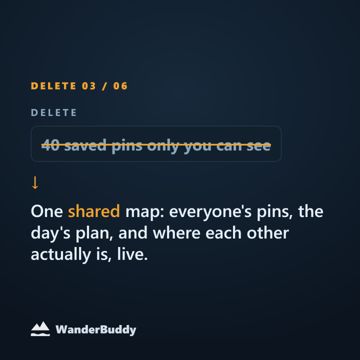 DELETE 03 / 06
DELETE
40 saved pins only you can see
↓
One shared map: everyone's pins, the
day's plan, and where each other
actually is, live.
WanderBuddy